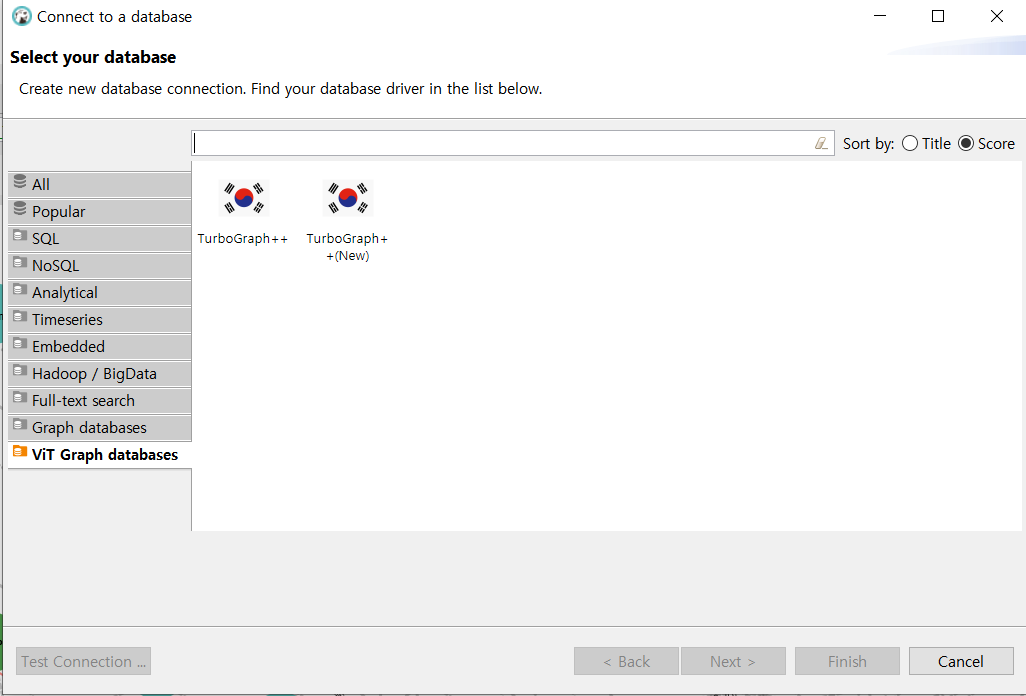 Connect to a database
Select your database
Create new database connection. Find your database driver in the list below.
Sort by: Title Score
All
Popular
SQL
NoSQL
Analytical
Timeseries
Embedded
Hadoop / BigData
Full-text search
Graph databases
ViT Graph databases
TurboGraph++
TurboGraph+
+(New)
Test Connection ...
< Back
Next >
Finish
Cancel